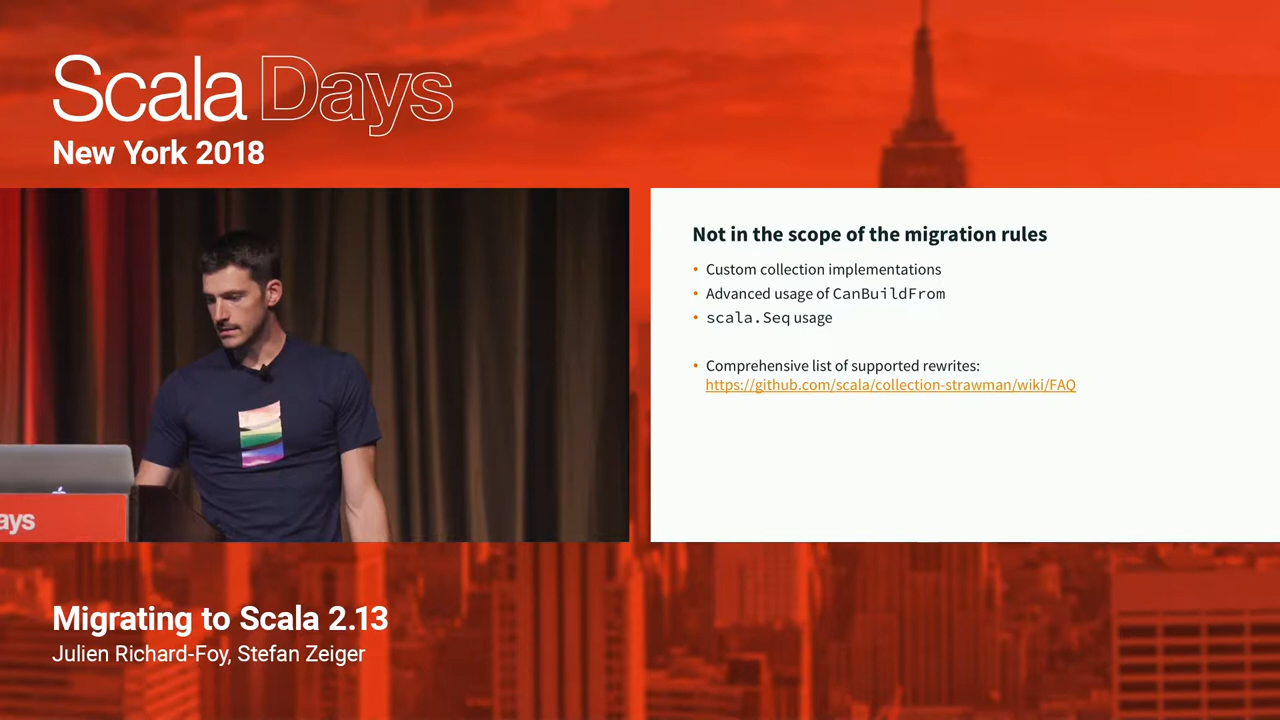 Scala Days
New York 2018
ays
Not in the scope of the migration rules
• Custom collection implementations
• Advanced usage of CanBuildFrom
• scala.Seq usage
• Comprehensive list of supported rewrites:
https://github.com/scala/collection-strawman/wiki/FAQ
Migrating to Scala 2.13
Julien Richard-Foy, Stefan Zeiger